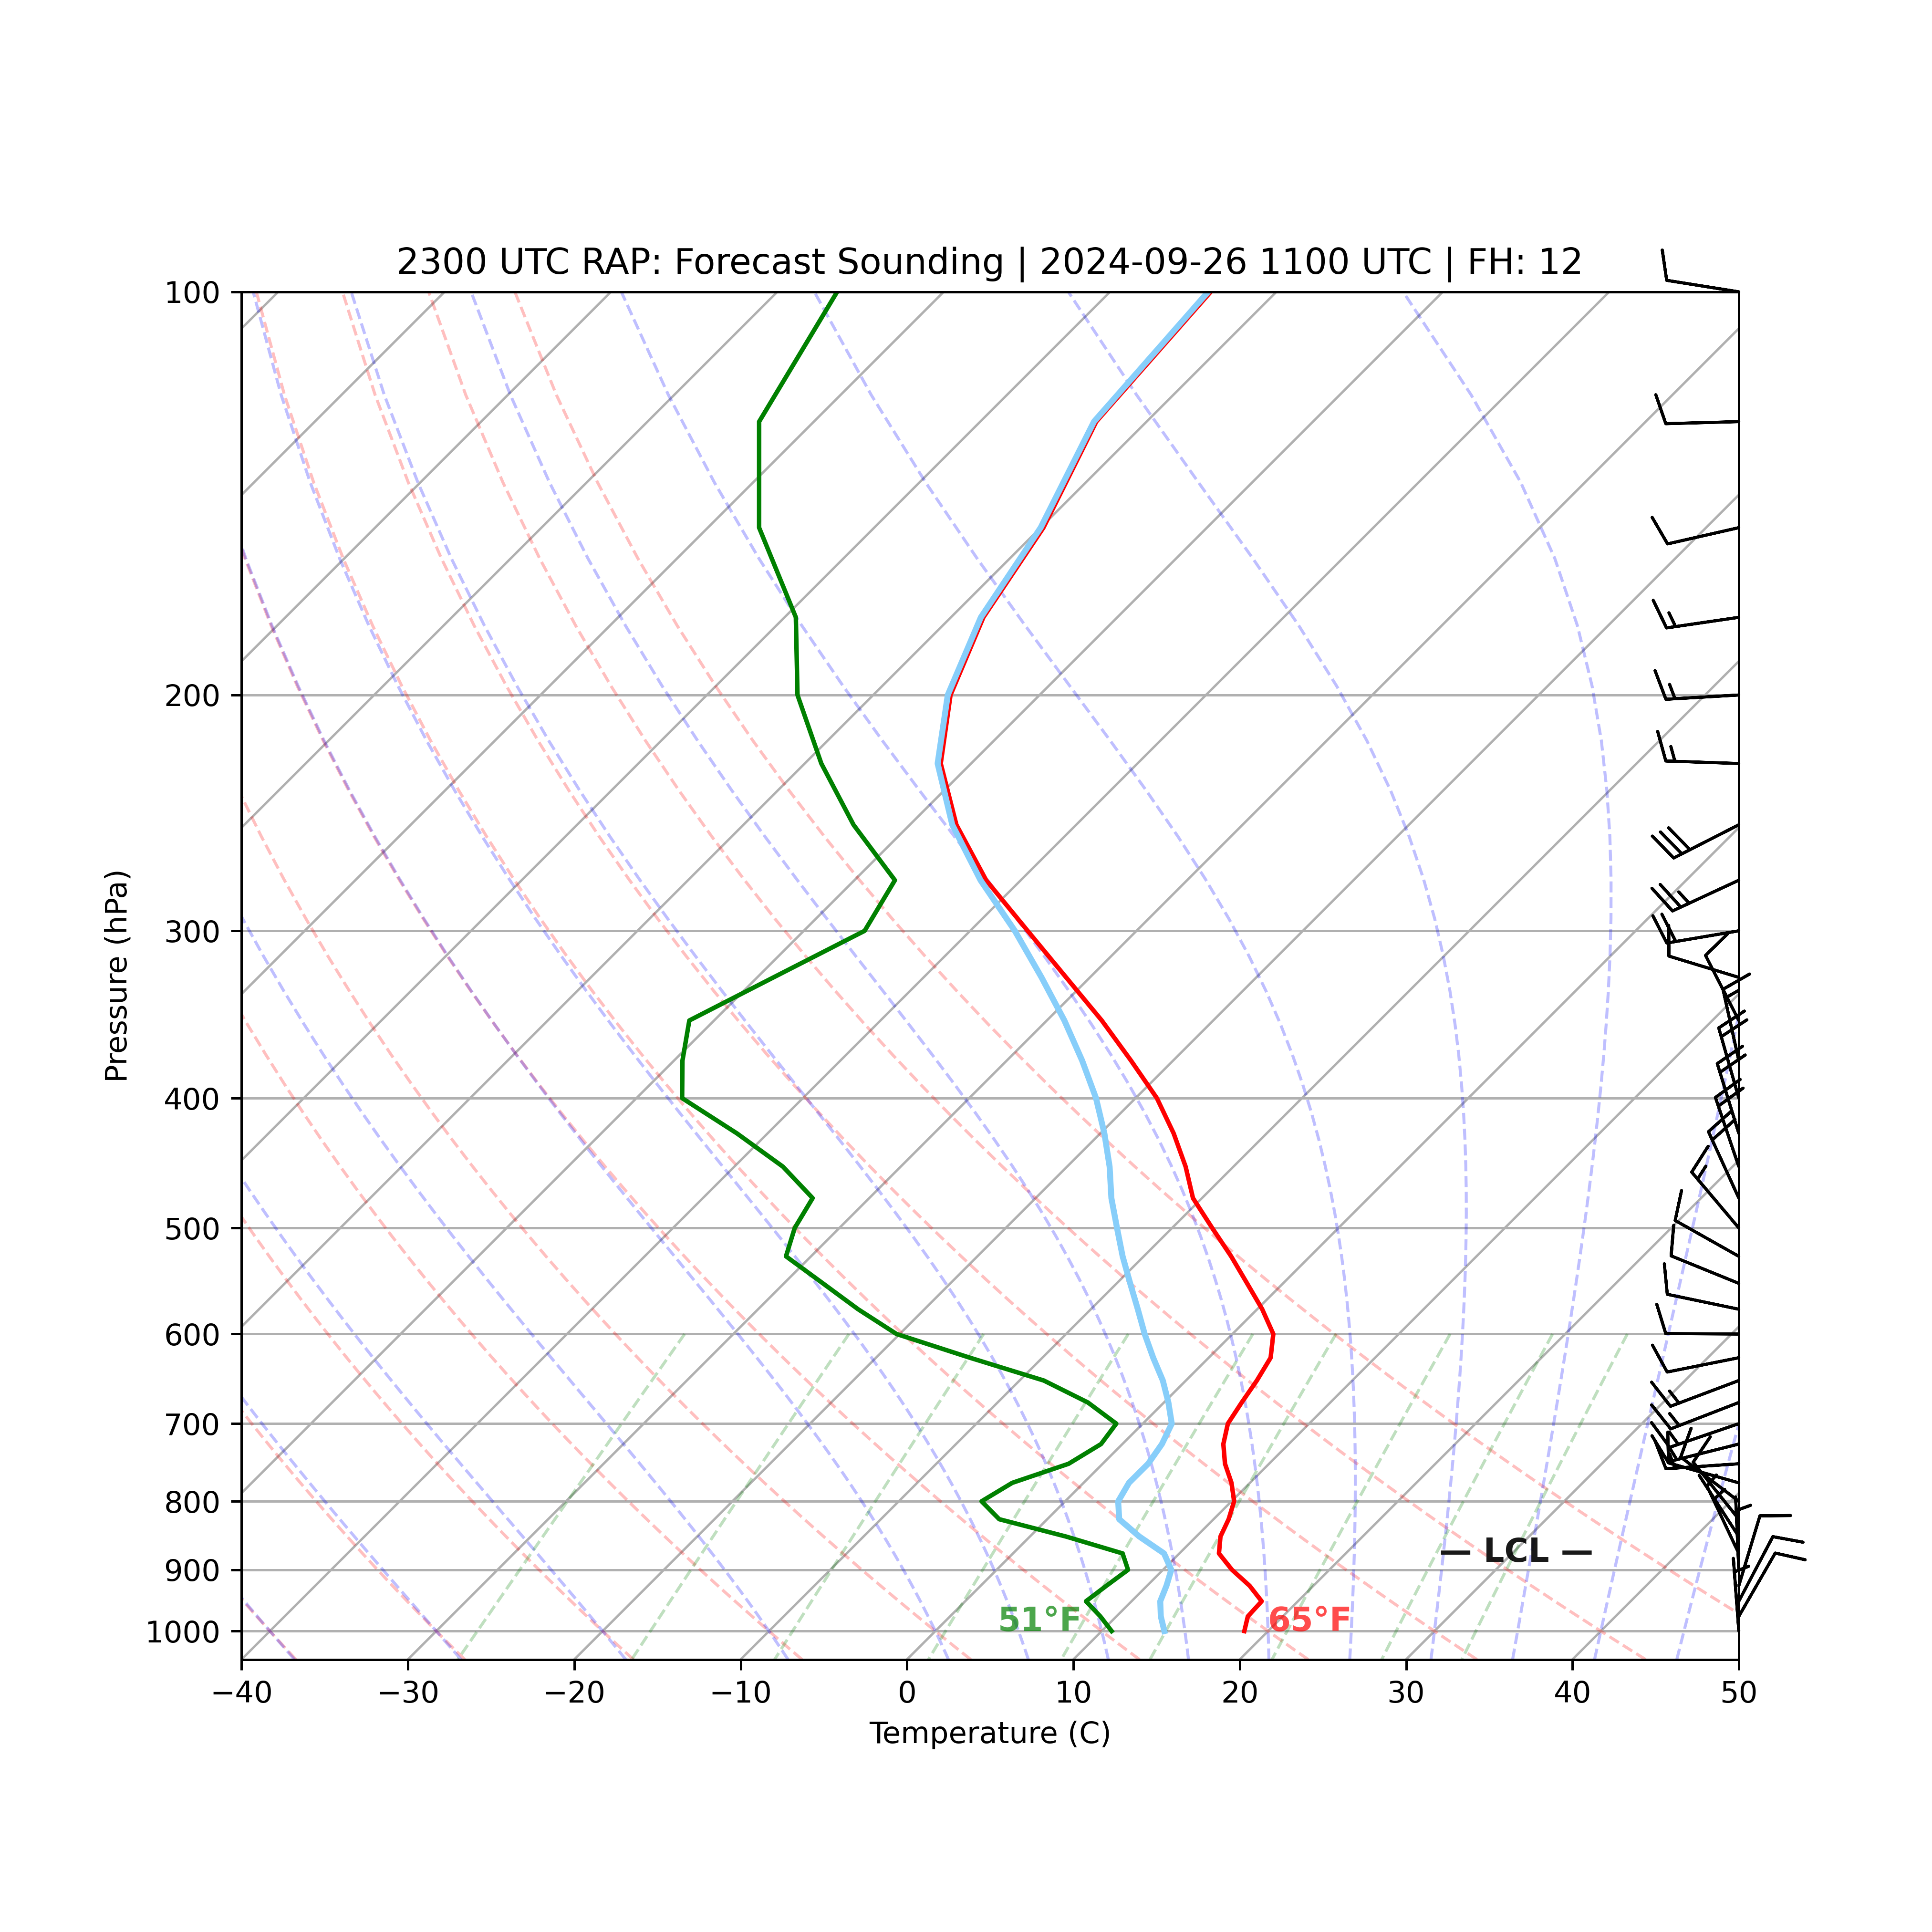 2300 UTC RAP: Forecast Sounding | 2024-09-26 1100 UTC | FH: 12
100
200
300
400
500
600
700
800
900
1000
Pressure (hPa)
— LCL —
51°F
65°F
−40 −30 −20 −10 0 10 20 30 40 50
Temperature (C)